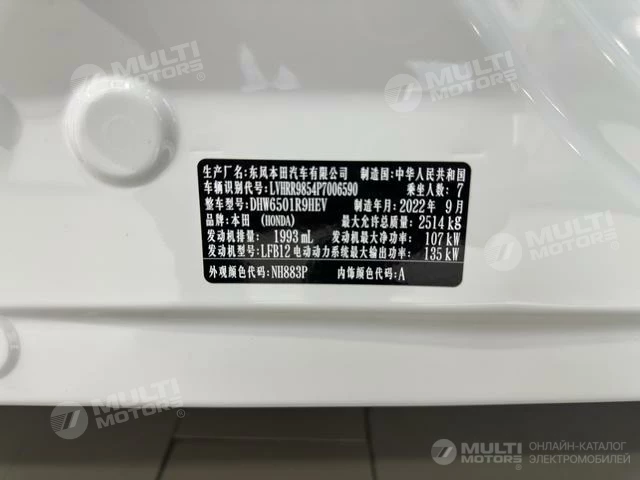 MULTI
MOTORS®
MULTI
MOTORS®
生产厂名:东风本田汽车有限公司 制造国:中华人民共和国
车辆识别代号:LVHRR9854P7006590 乘坐人数: 7
整车型号:DHW6501R9HEV 制造年月:2022 年 9 月
品牌:本田 (HONDA) 最大允许总质量: 2514 kg
发动机排量: 1993 mL 发动机最大净功率: 107 kW
发动机型号:LFB12 电动动力系统最大输出功率: 135 kW
外观颜色代码:NH883P 内饰颜色代码:A
MULTI
MOTORS®
MULTI
MOTORS®
ОНЛАЙН-КАТАЛОГ
ЭЛЕКТРОМОБИЛЕЙ